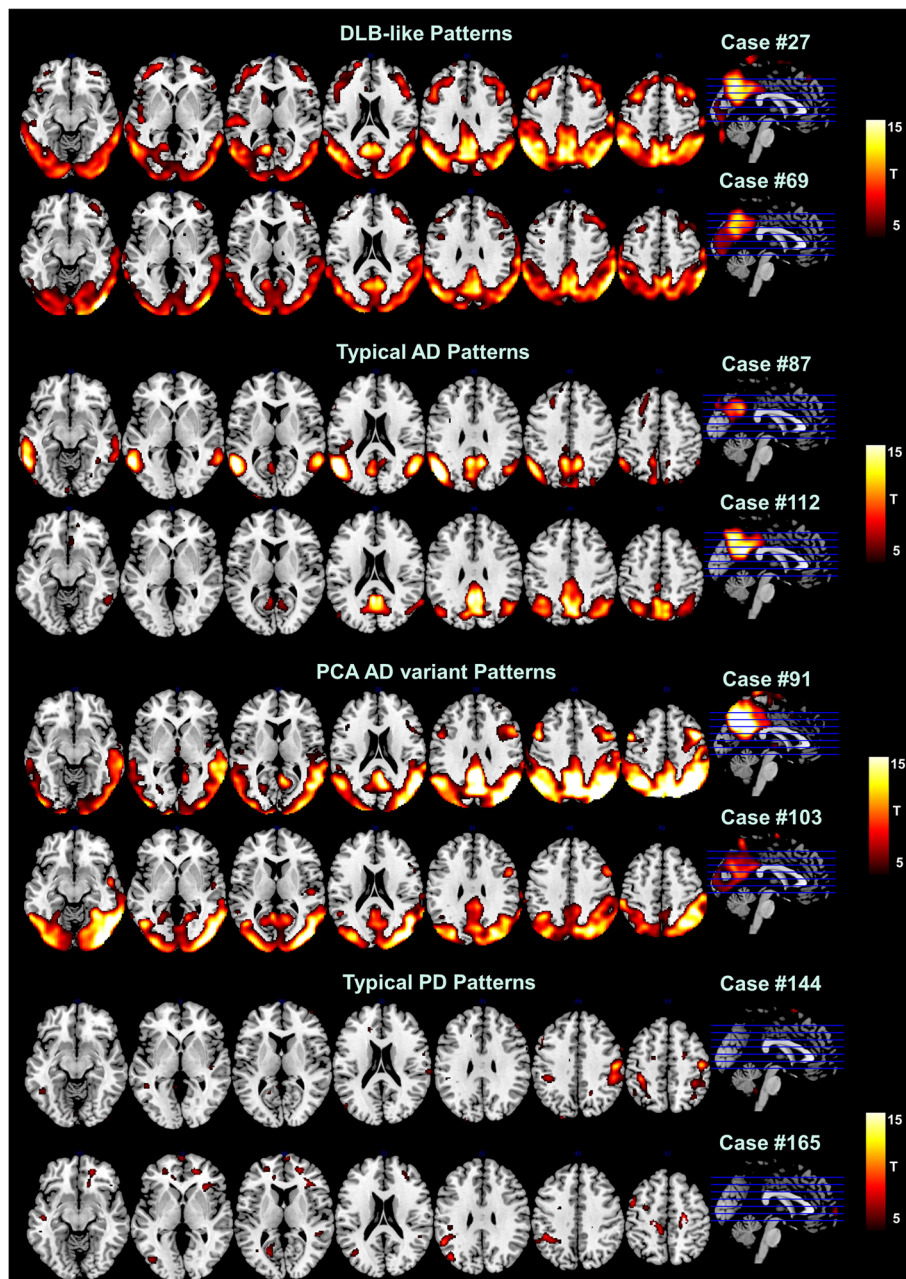 DLB-like Patterns
Case #27
15
T
5
Case #69
Typical AD Patterns
Case #87
15
T
5
Case #112
PCA AD variant Patterns
Case #91
15
T
5
Case #103
Typical PD Patterns
Case #144
15
T
5
Case #165